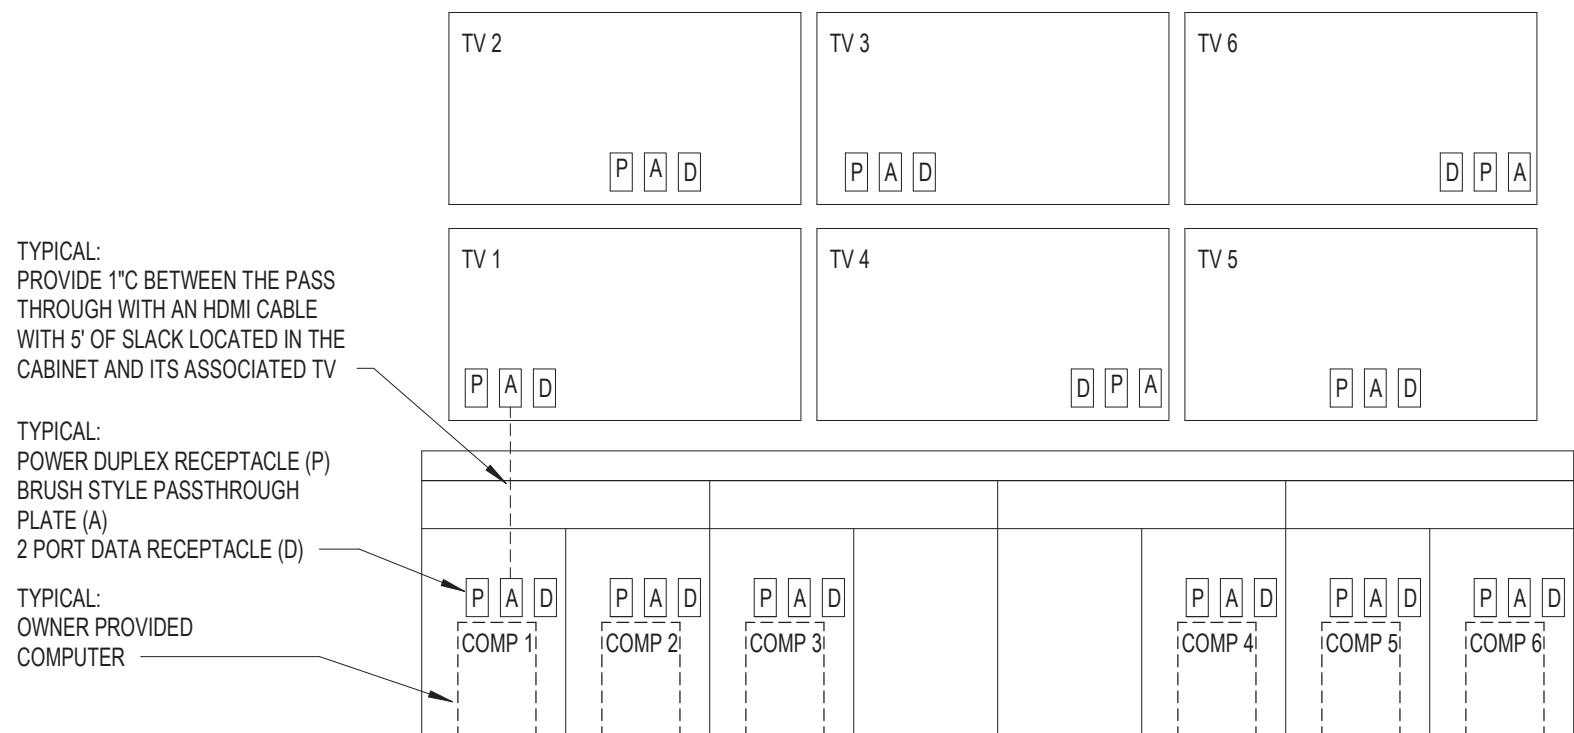 TV 2
TV 3
TV 6
P A D
P A D
D P A
TYPICAL:
PROVIDE 1"C BETWEEN THE PASS
THROUGH WITH AN HDMI CABLE
WITH 5' OF SLACK LOCATED IN THE
CABINET AND ITS ASSOCIATED TV
TV 1
TV 4
TV 5
P A D
D P A
P A D
TYPICAL:
POWER DUPLEX RECEPTACLE (P)
BRUSH STYLE PASSTHROUGH
PLATE (A)
2 PORT DATA RECEPTACLE (D)
P A D
P A D
P A D
P A D
P A D
P A D
TYPICAL:
OWNER PROVIDED
COMPUTER
COMP 1
COMP 2
COMP 3
COMP 4
COMP 5
COMP 6